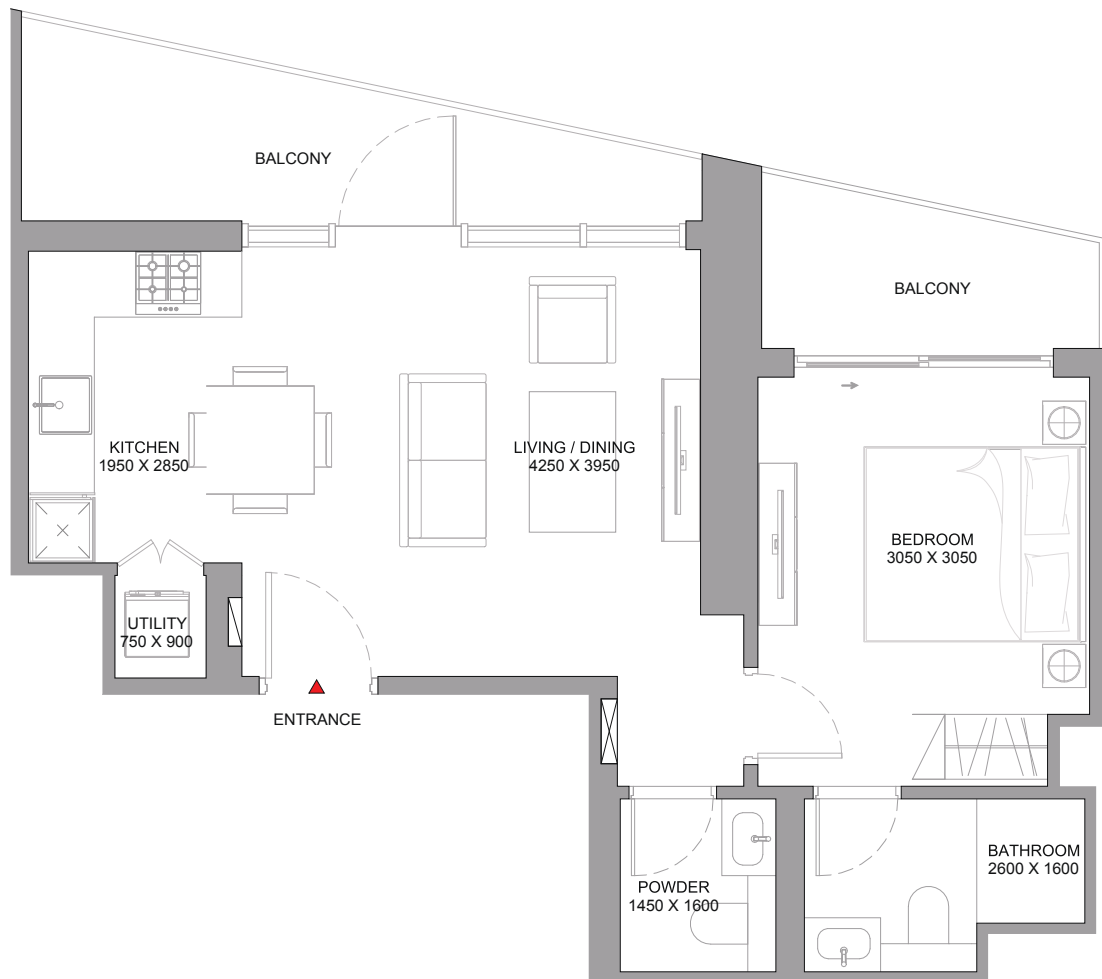 BALCONY
BALCONY
KITCHEN
1950 X 2850
LIVING / DINING
4250 X 3950
BEDROOM
3050 X 3050
UTILITY
750 X 900
ENTRANCE
POWDER
1450 X 1600
BATHROOM
2600 X 1600